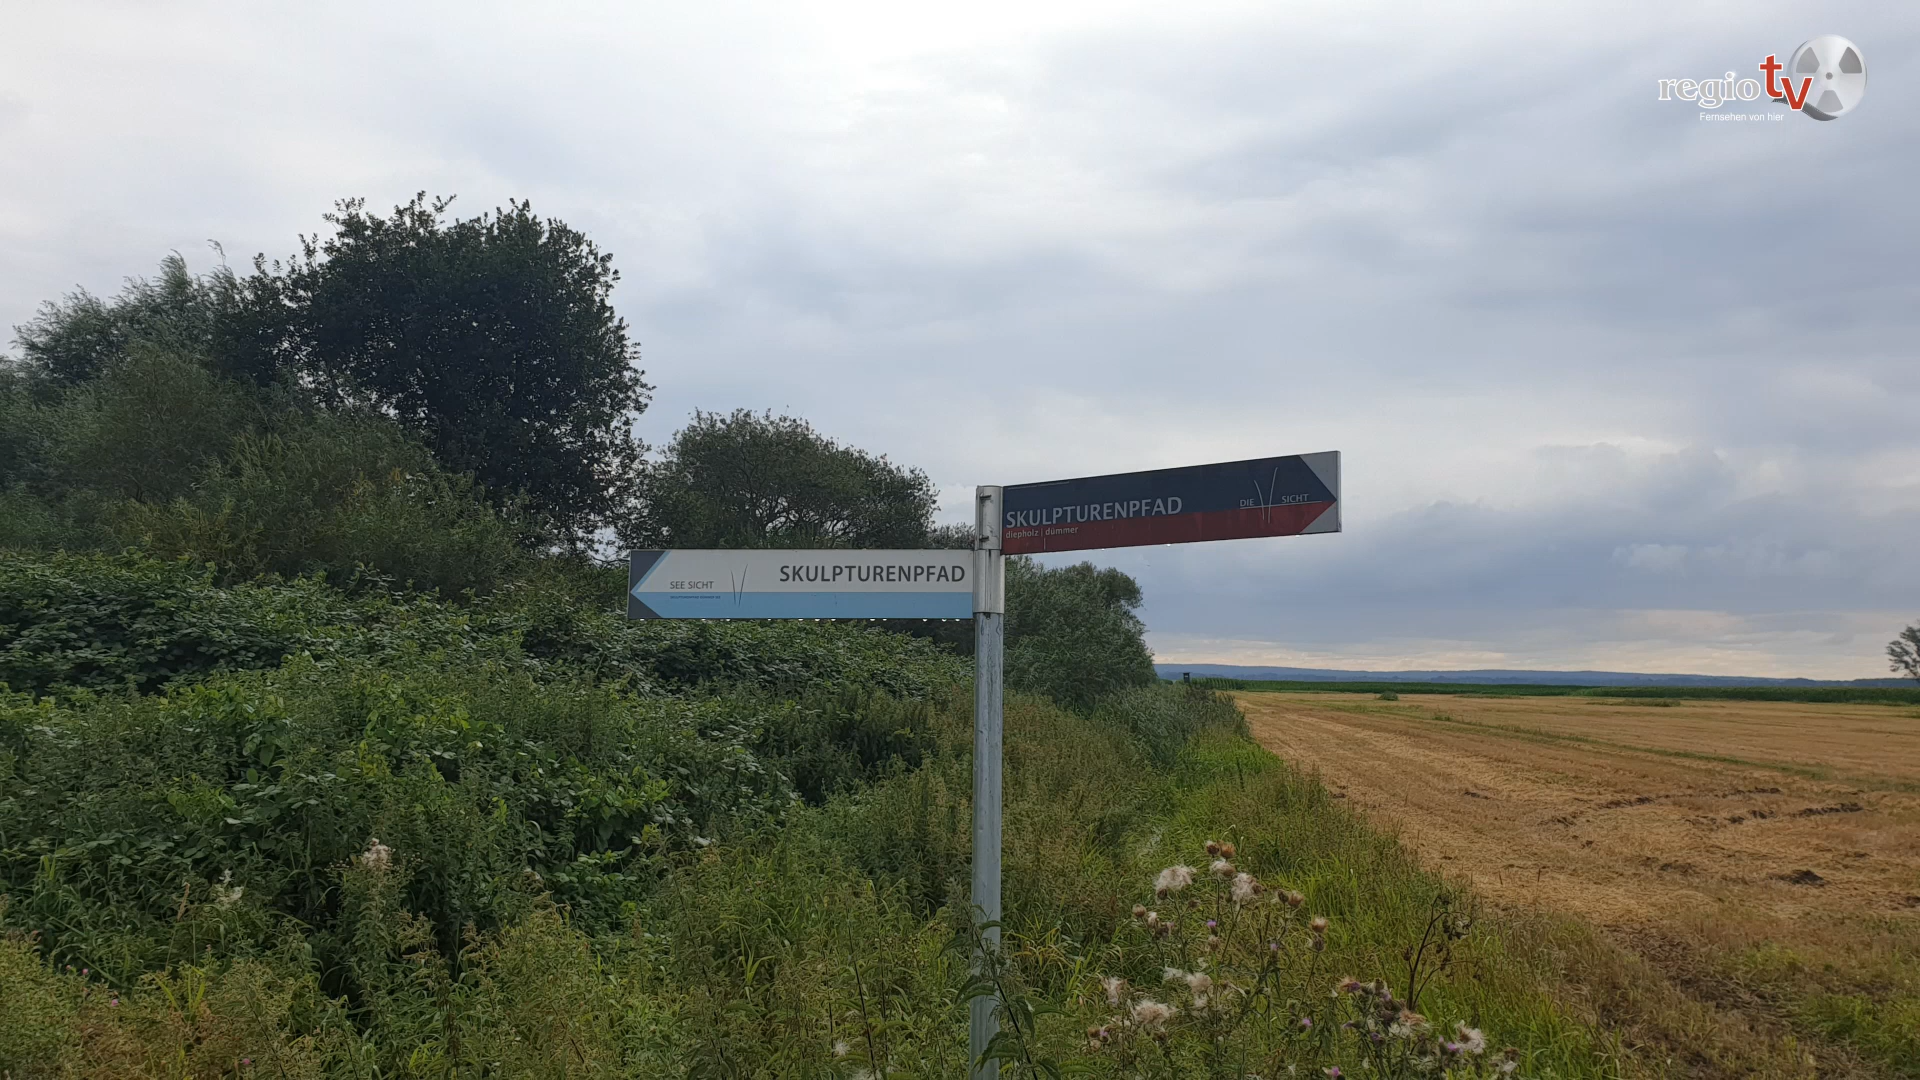 regio tv
Fernsehen von hier
SKULPTURENPFAD
DIE SICHT
diepholz | dümmer
SEE SICHT
SKULPTURENPFAD